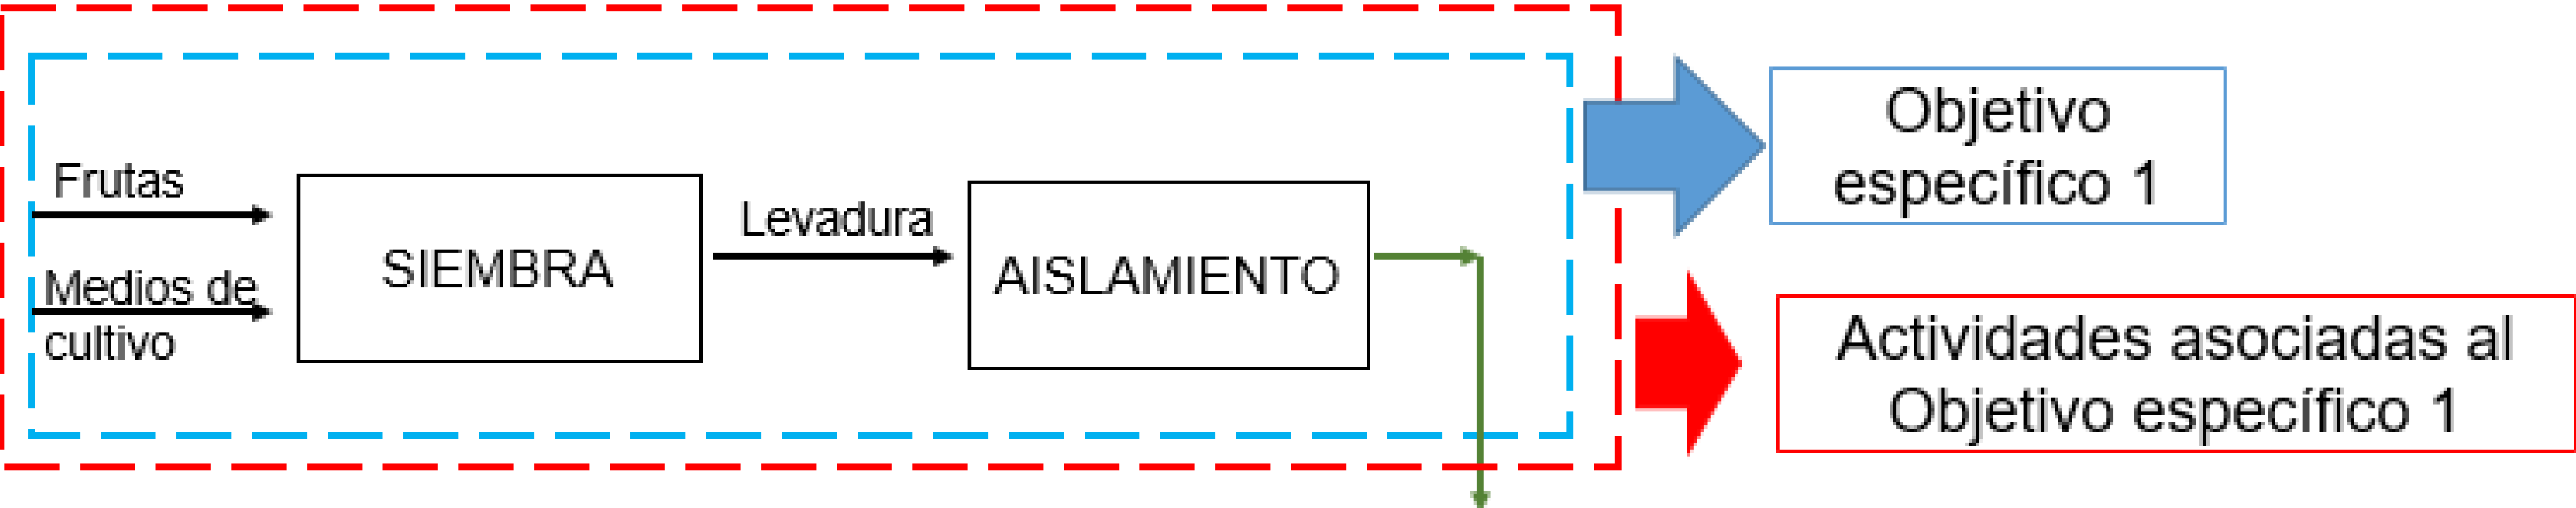 Frutas
Medios de
cultivo
SIEMBRA
Levadura
AISLAMIENTO
Objetivo
específico 1
Actividades asociadas al
Objetivo específico 1